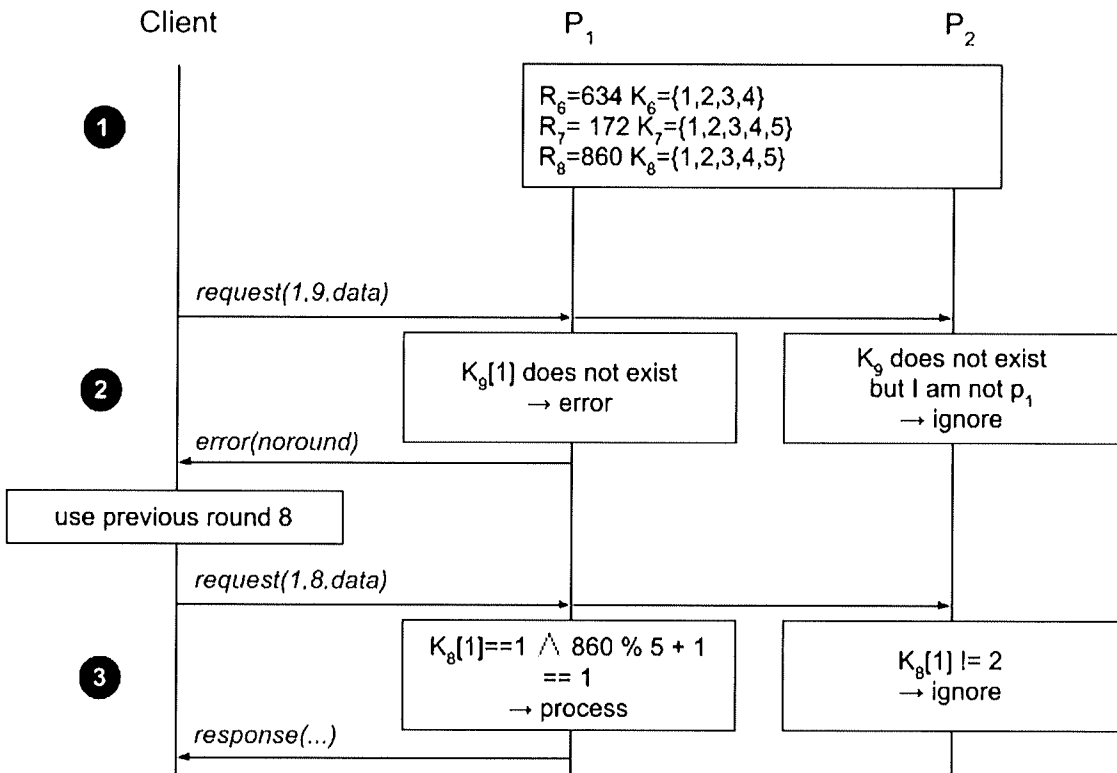 Client P₁ P₂
1
R₆=634 K₆={1,2,3,4}
R₇= 172 K₇={1,2,3,4,5}
R₈=860 K₈={1,2,3,4,5}
request(1,9,data)
2
K₉[1] does not exist
→ error
K₉ does not exist
but I am not p₁
→ ignore
error(noround)
use previous round 8
request(1,8,data)
3
K₈[1]==1 ∧ 860 % 5 + 1
== 1
→ process
K₈[1] != 2
→ ignore
response(...)